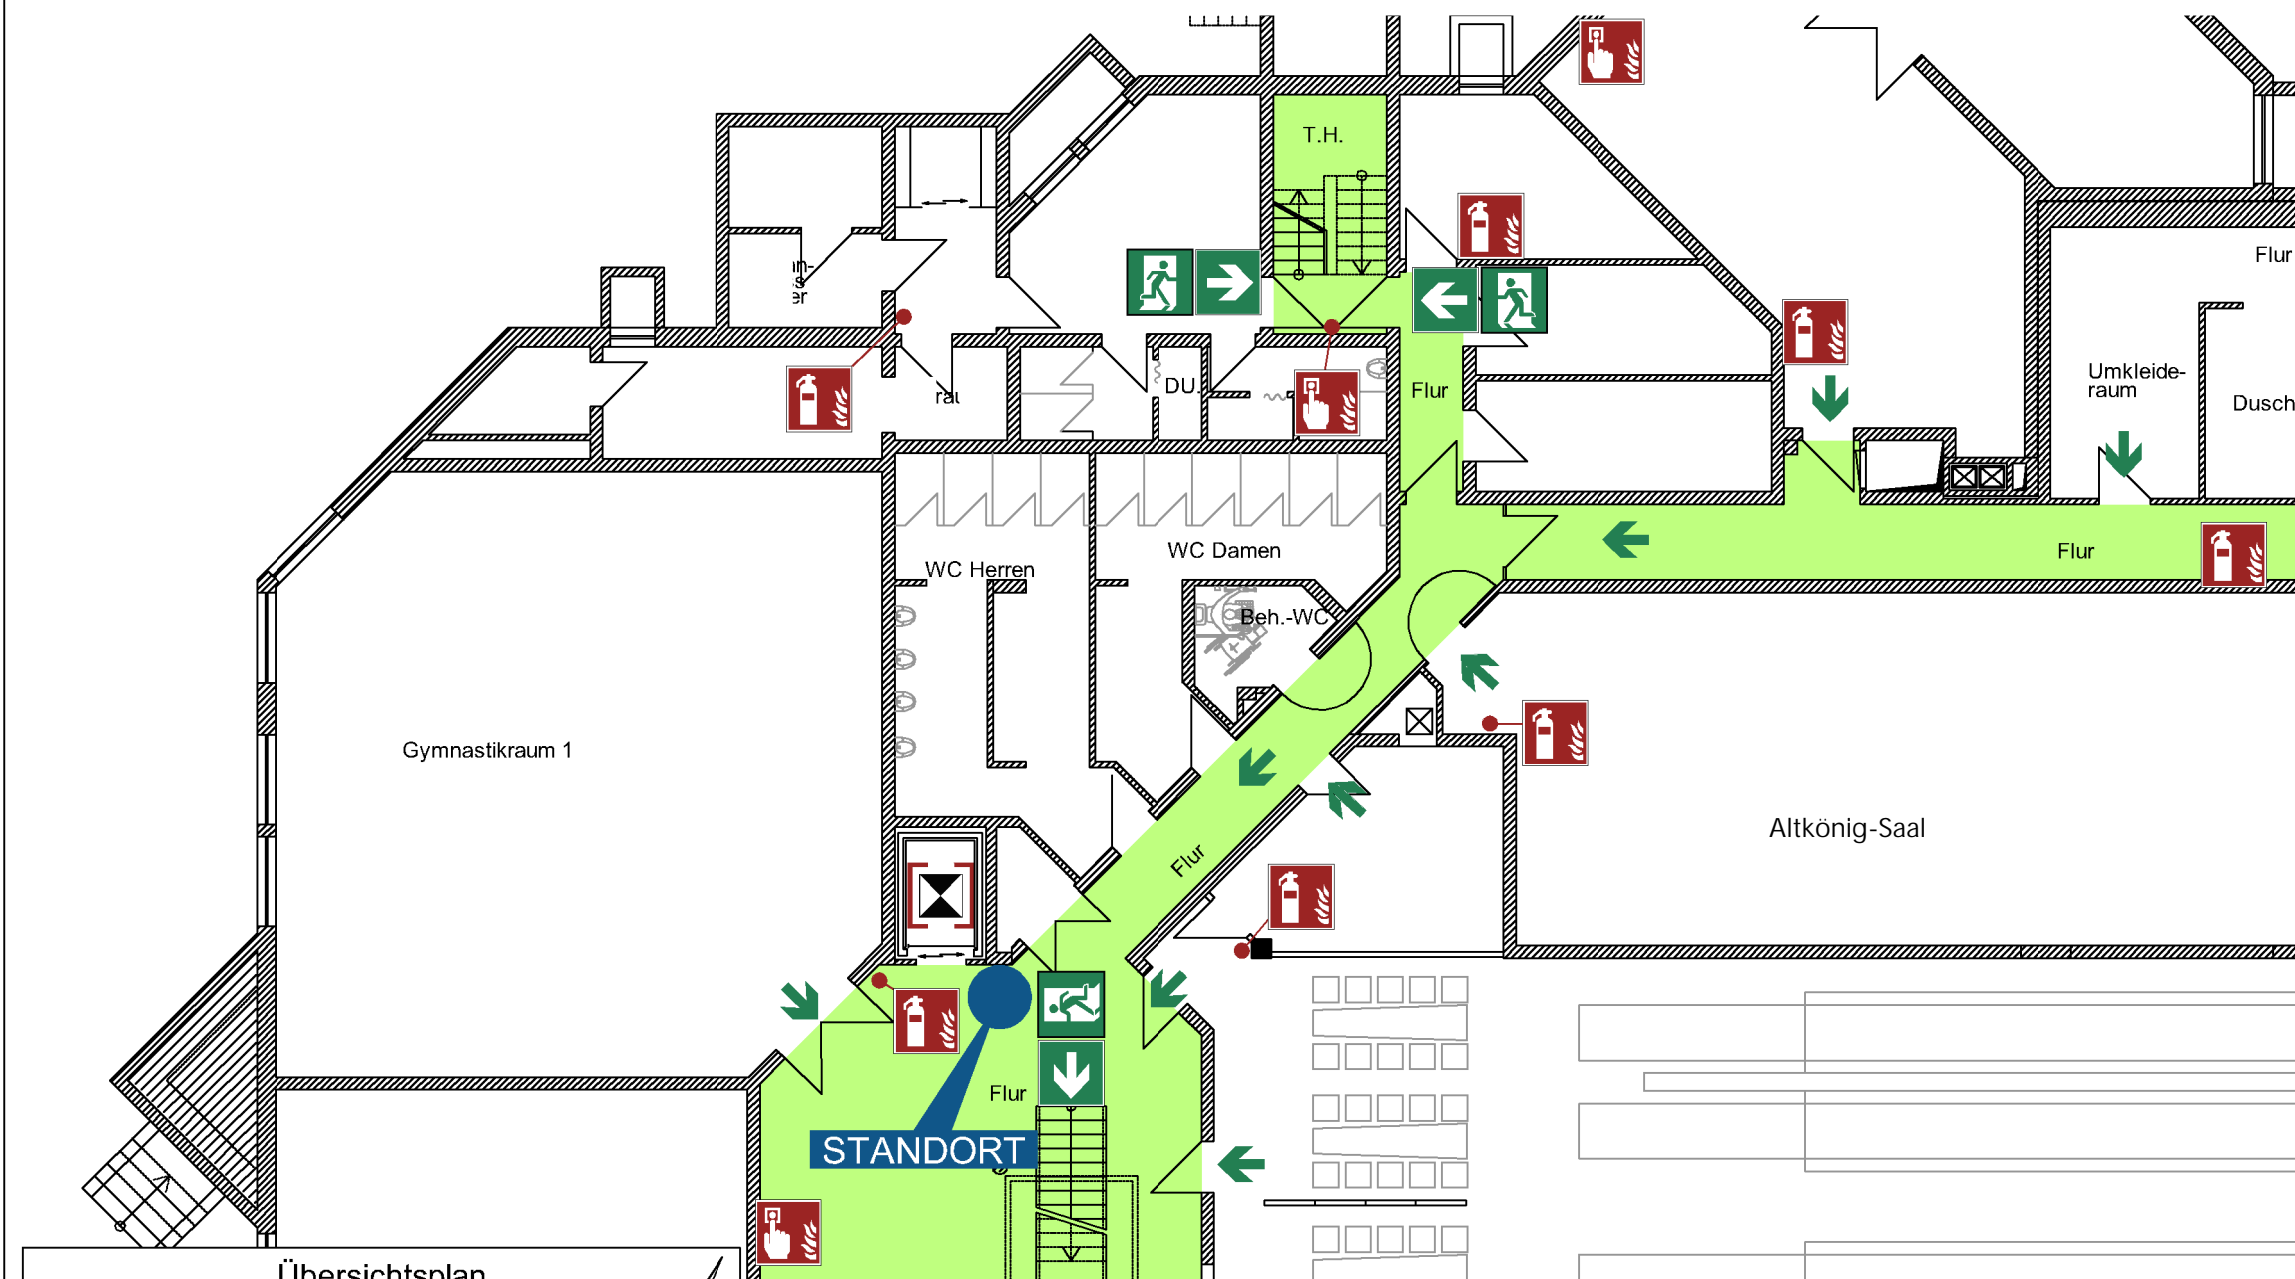 T.H.
Flur
Umkleide-
raum
DU.
Flur
WC Damen
Flur
WC Herren
Beh.-WC
Gymnastikraum 1
Altkönig-Saal
Flur
Flur
STANDORT
Übersichtsplan